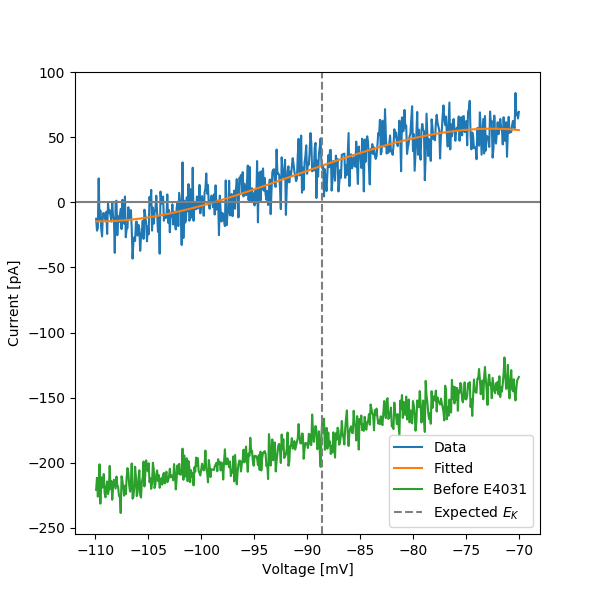 100
50
0
−50
−100
−150
−200
−250
Current [pA]
Data
Fitted
Before E4031
Expected E_K
−110 −105 −100 −95 −90 −85 −80 −75 −70
Voltage [mV]